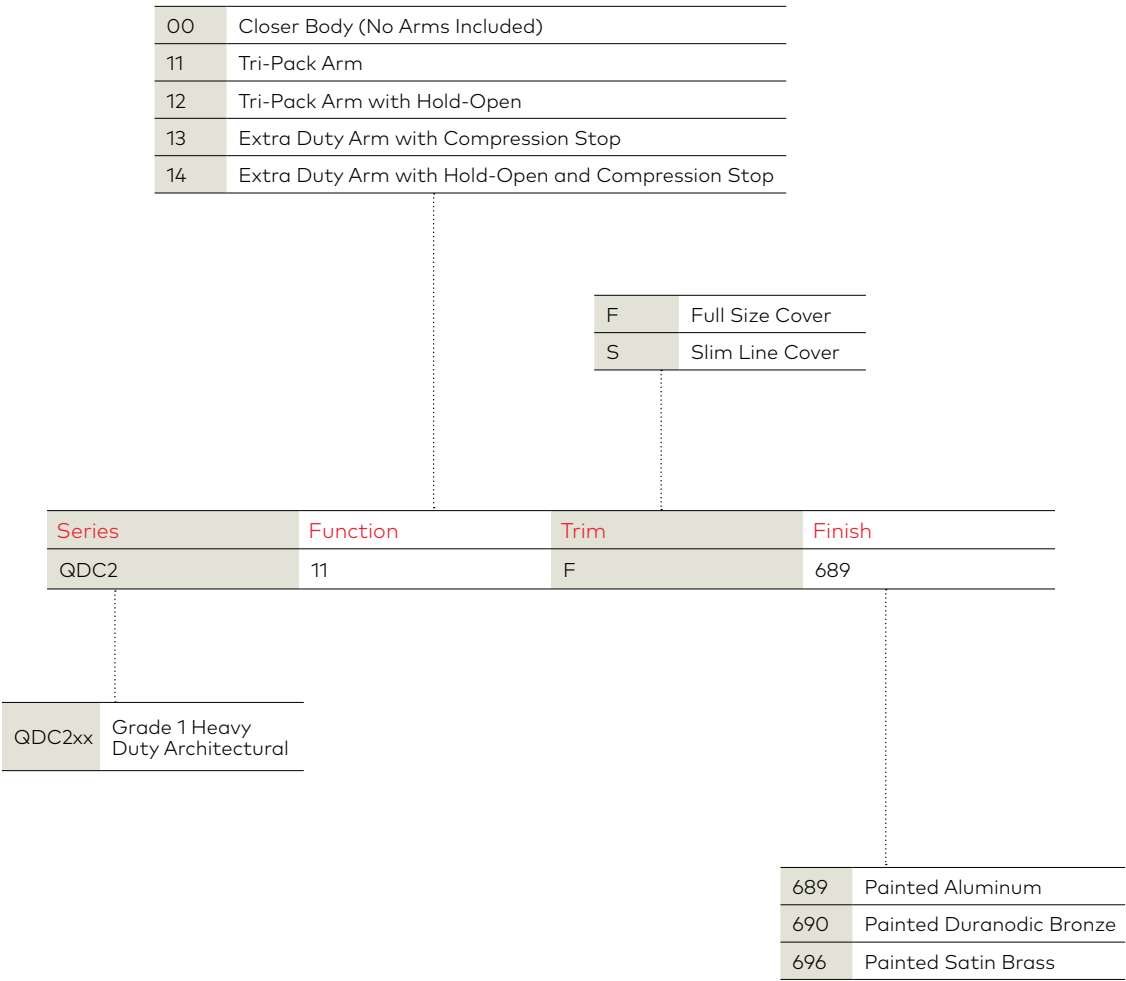 00 Closer Body (No Arms Included)
11 Tri-Pack Arm
12 Tri-Pack Arm with Hold-Open
13 Extra Duty Arm with Compression Stop
14 Extra Duty Arm with Hold-Open and Compression Stop
F Full Size Cover
S Slim Line Cover
Series Function Trim Finish
QDC2 11 F 689
QDC2xx Grade 1 Heavy
Duty Architectural
689 Painted Aluminum
690 Painted Duranodic Bronze
696 Painted Satin Brass